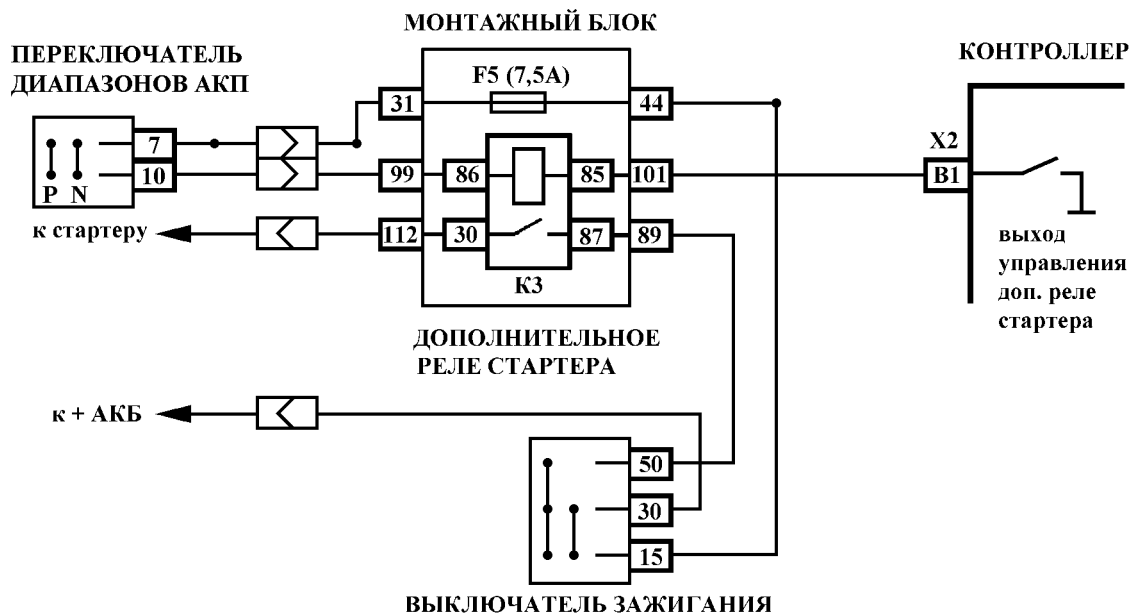 МОНТАЖНЫЙ БЛОК
ПЕРЕКЛЮЧАТЕЛЬ
ДИАПАЗОНОВ АКП
КОНТРОЛЛЕР
F5 (7,5А)
31
44
7
10
P N
99
86
85
101
X2
B1
к стартеру
112
30
87
89
К3
выход
управления
доп. реле
стартера
ДОПОЛНИТЕЛЬНОЕ
РЕЛЕ СТАРТЕРА
к + АКБ
50
30
15
ВЫКЛЮЧАТЕЛЬ ЗАЖИГАНИЯ